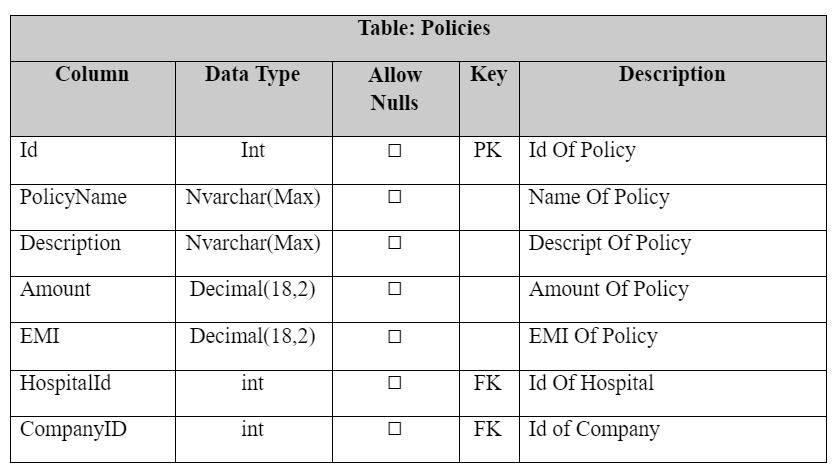 Table: Policies
Column Data Type Allow Nulls Key Description
Id Int ☐ PK Id Of Policy
PolicyName Nvarchar(Max) ☐ Name Of Policy
Description Nvarchar(Max) ☐ Descript Of Policy
Amount Decimal(18,2) ☐ Amount Of Policy
EMI Decimal(18,2) ☐ EMI Of Policy
HospitalId int ☐ FK Id Of Hospital
CompanyID int ☐ FK Id of Company